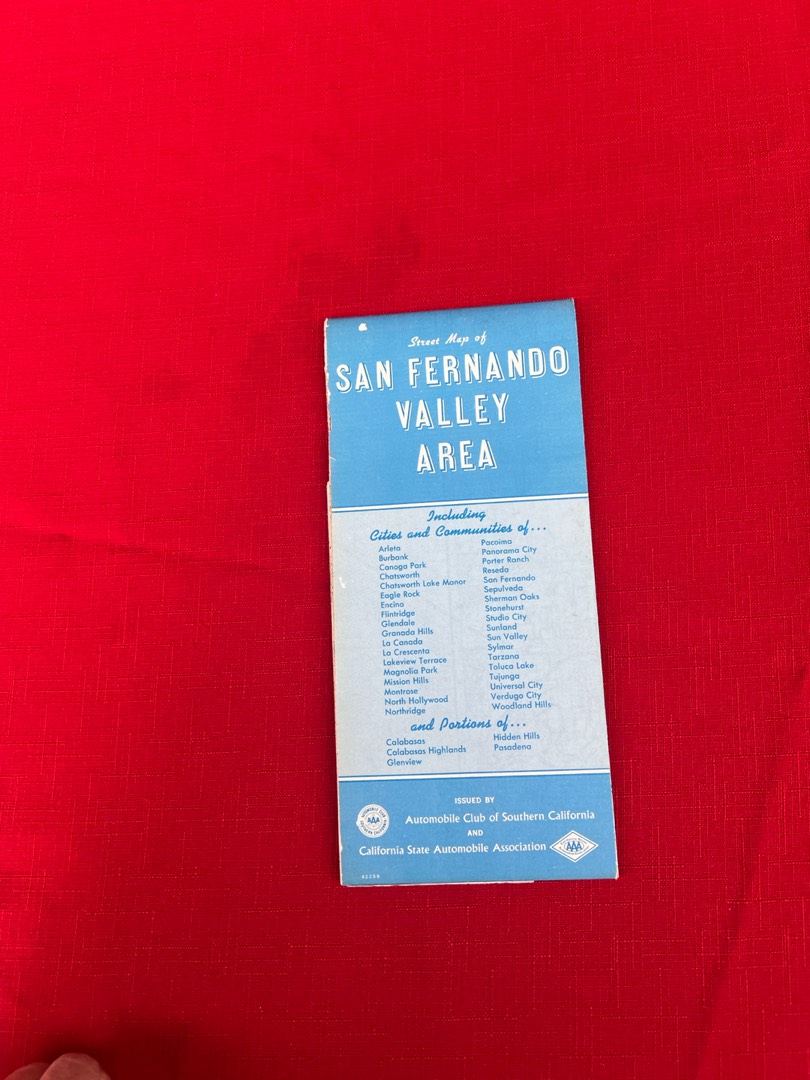 Street Map of
SAN FERNANDO
VALLEY
AREA
Including
Cities and Communities of...
Arleta
Burbank
Canoga Park
Chatsworth
Chatsworth Lake Manor
Eagle Rock
Encino
Flintridge
Glendale
Granada Hills
La Canada
La Crescenta
Lakeview Terrace
Magnolia Park
Mission Hills
Montrose
North Hollywood
Northridge
Pacoima
Panorama City
Porter Ranch
Reseda
San Fernando
Sepulveda
Sherman Oaks
Stonehurst
Studio City
Sunland
Sun Valley
Sylmar
Tarzana
Toluca Lake
Tujunga
Universal City
Verdugo City
Woodland Hills
and Portions of...
Calabasas
Calabasas Highlands
Glenview
Hidden Hills
Pasadena
ISSUED BY
Automobile Club of Southern California
AND
California State Automobile Association
AAA
AAA